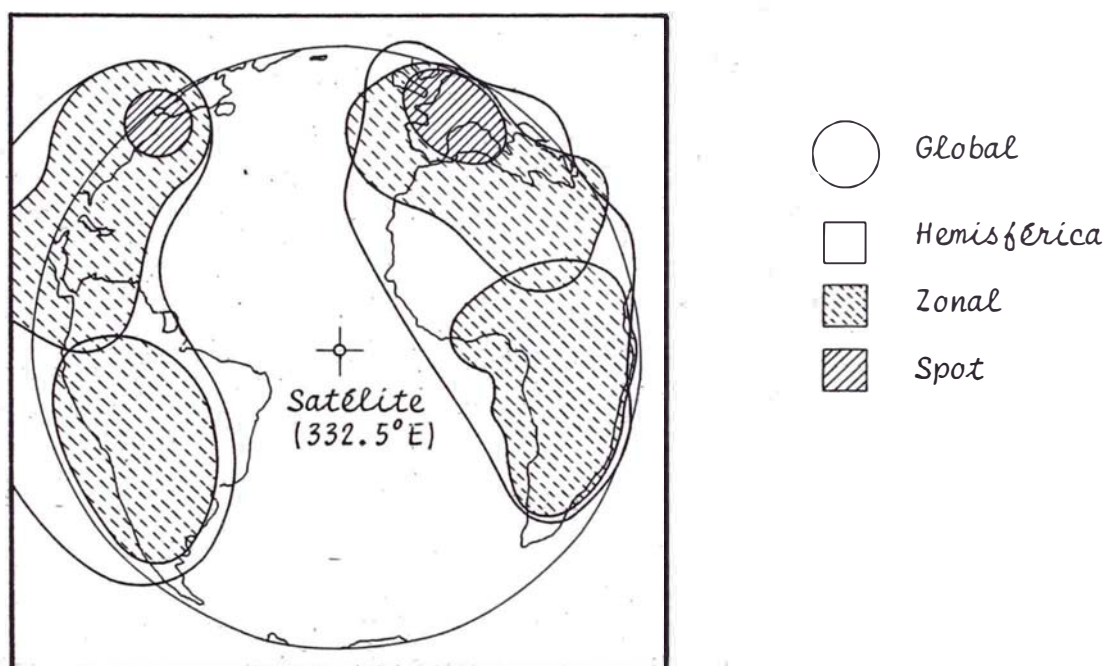 Satélite
(332.5°E)
Global
Hemisférica
Zonal
Spot